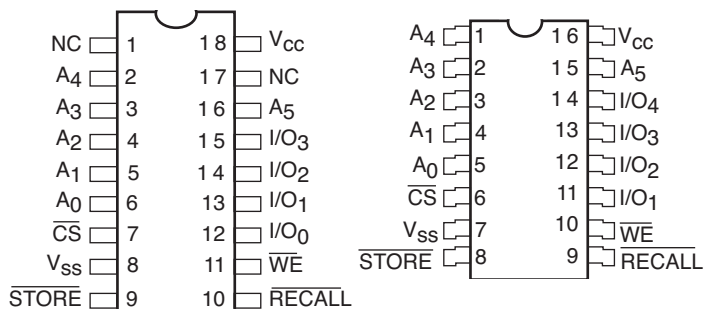 NC 1 18 VCC
A4 2 17 NC
A3 3 16 A5
A2 4 15 I/O3
A1 5 14 I/O2
A0 6 13 I/O1
CS 7 12 I/O0
VSS 8 11 WE
STORE 9 10 RECALL
A4 1 16 VCC
A3 2 15 A5
A2 3 14 I/O4
A1 4 13 I/O3
A0 5 12 I/O2
CS 6 11 I/O1
VSS 7 10 WE
STORE 8 9 RECALL